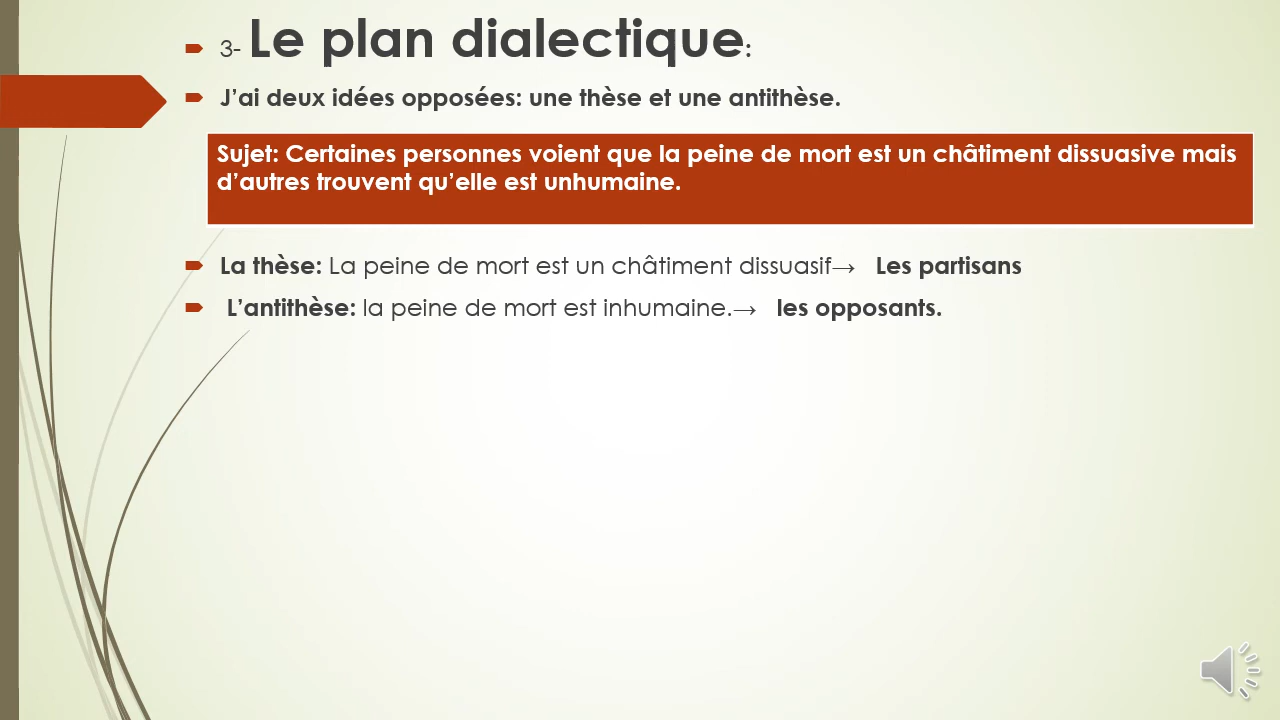 3- Le plan dialectique:
J’ai deux idées opposées: une thèse et une antithèse.
Sujet: Certaines personnes voient que la peine de mort est un châtiment dissuasive mais
d’autres trouvent qu’elle est unhumaine.
La thèse: La peine de mort est un châtiment dissuasif→ Les partisans
L’antithèse: la peine de mort est inhumaine.→ les opposants.